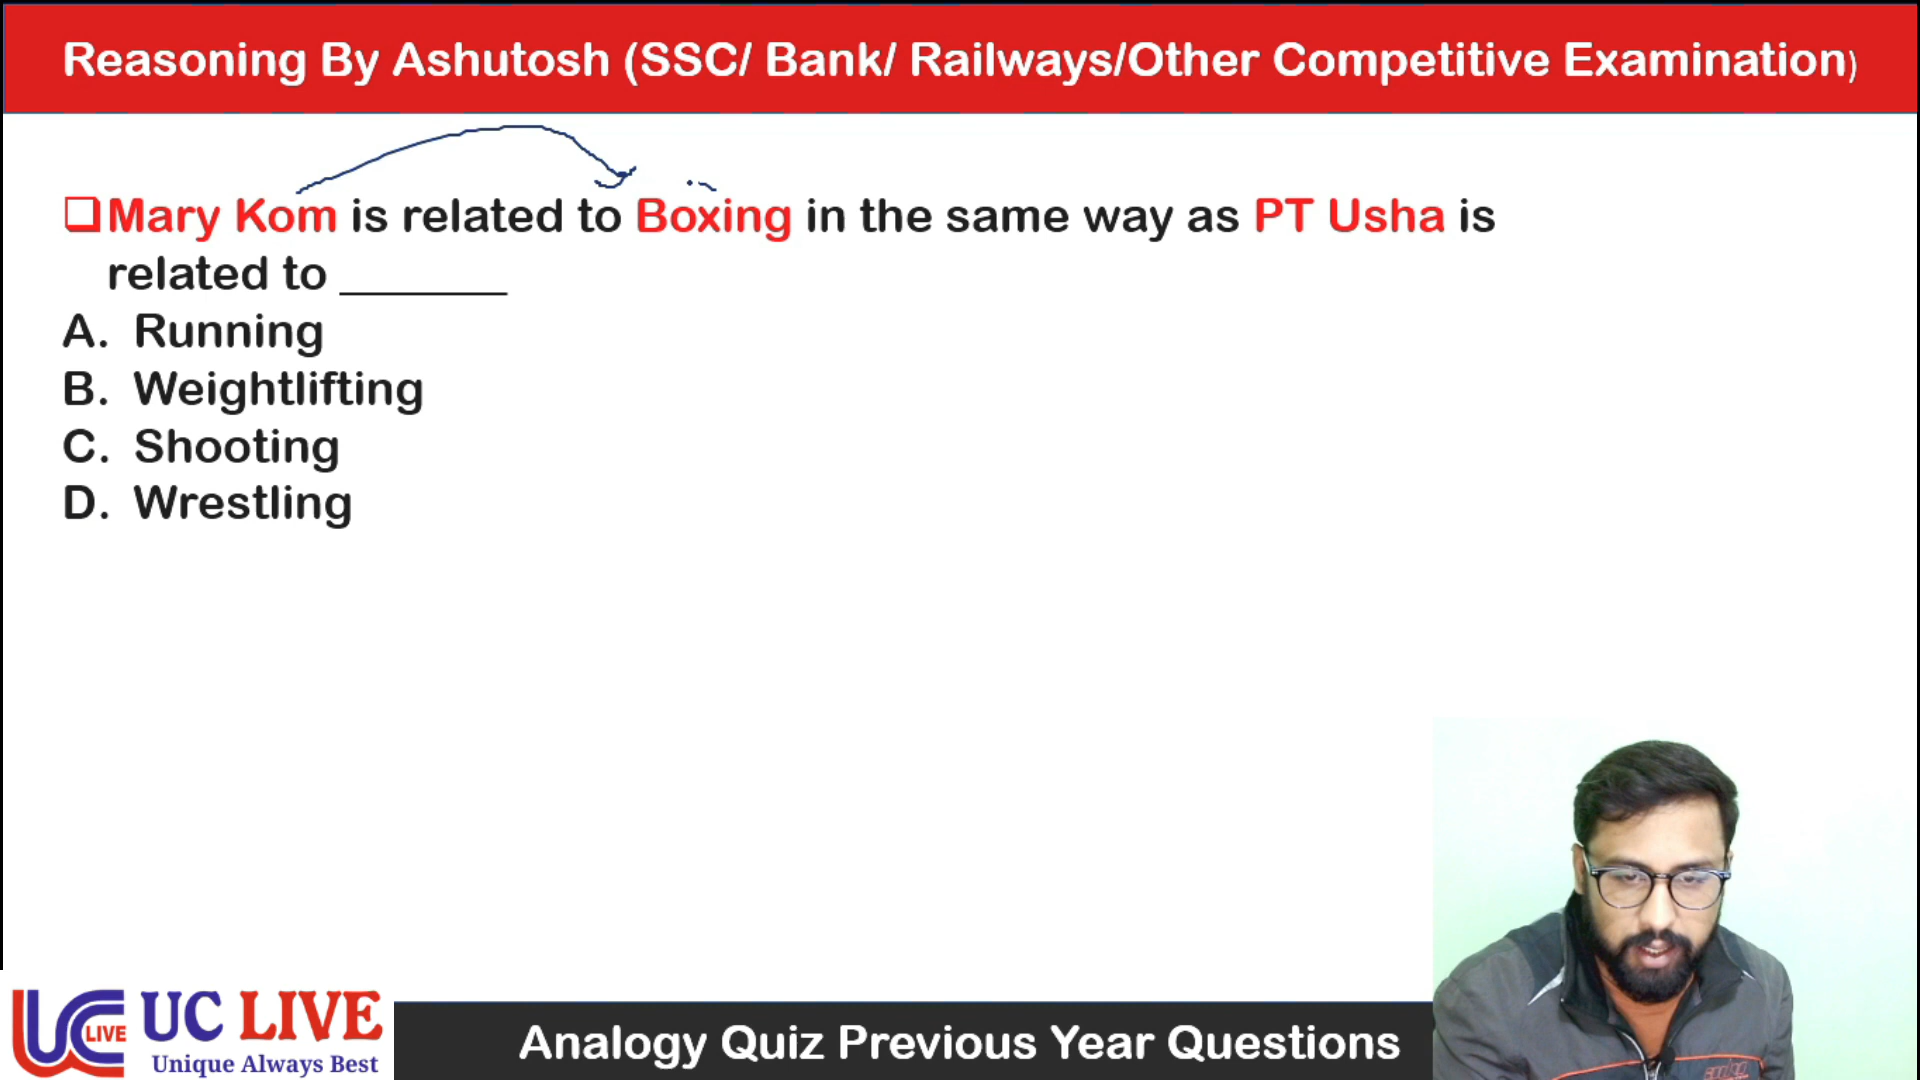 Reasoning By Ashutosh (SSC/ Bank/ Railways/Other Competitive Examination)
❑Mary Kom is related to Boxing in the same way as PT Usha is
related to _______
A. Running
B. Weightlifting
C. Shooting
D. Wrestling
UC LIVE
LIVE
Unique Always Best
Analogy Quiz Previous Year Questions